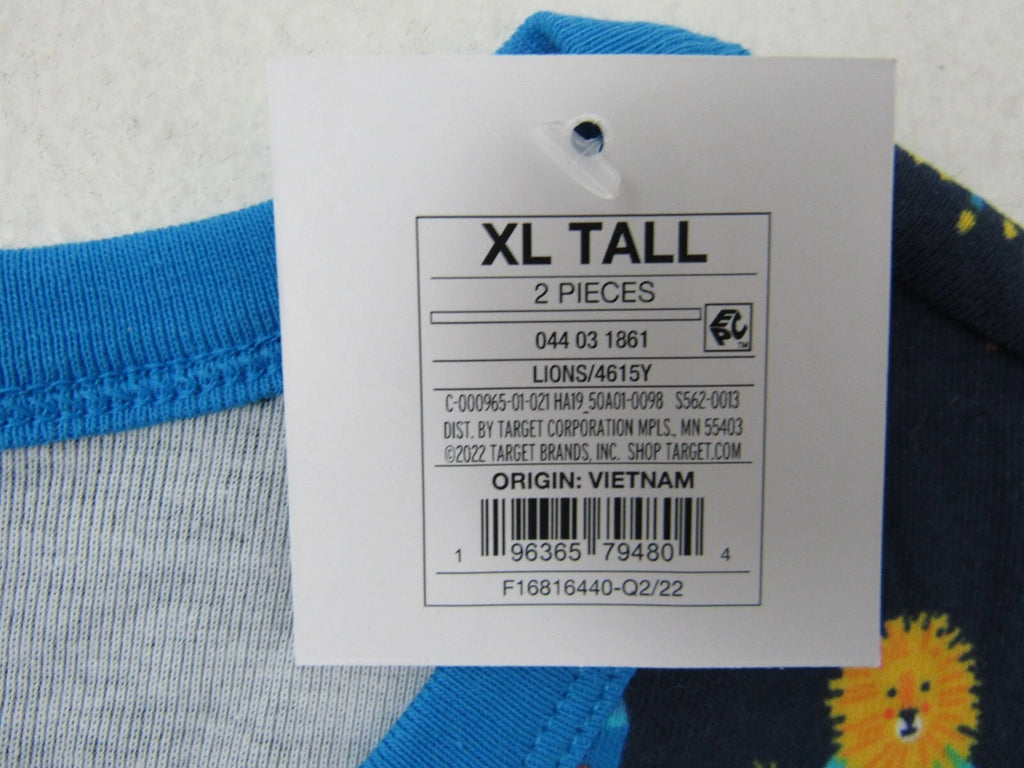 XL TALL
2 PIECES
EPC™
044 03 1861
LIONS/4615Y
C-000965-01-021 HA19_50A01-0098 S562-0013
DIST. BY TARGET CORPORATION MPLS., MN 55403
©2022 TARGET BRANDS, INC. SHOP TARGET.COM
ORIGIN: VIETNAM
1 96365 79480 4
F16816440-Q2/22